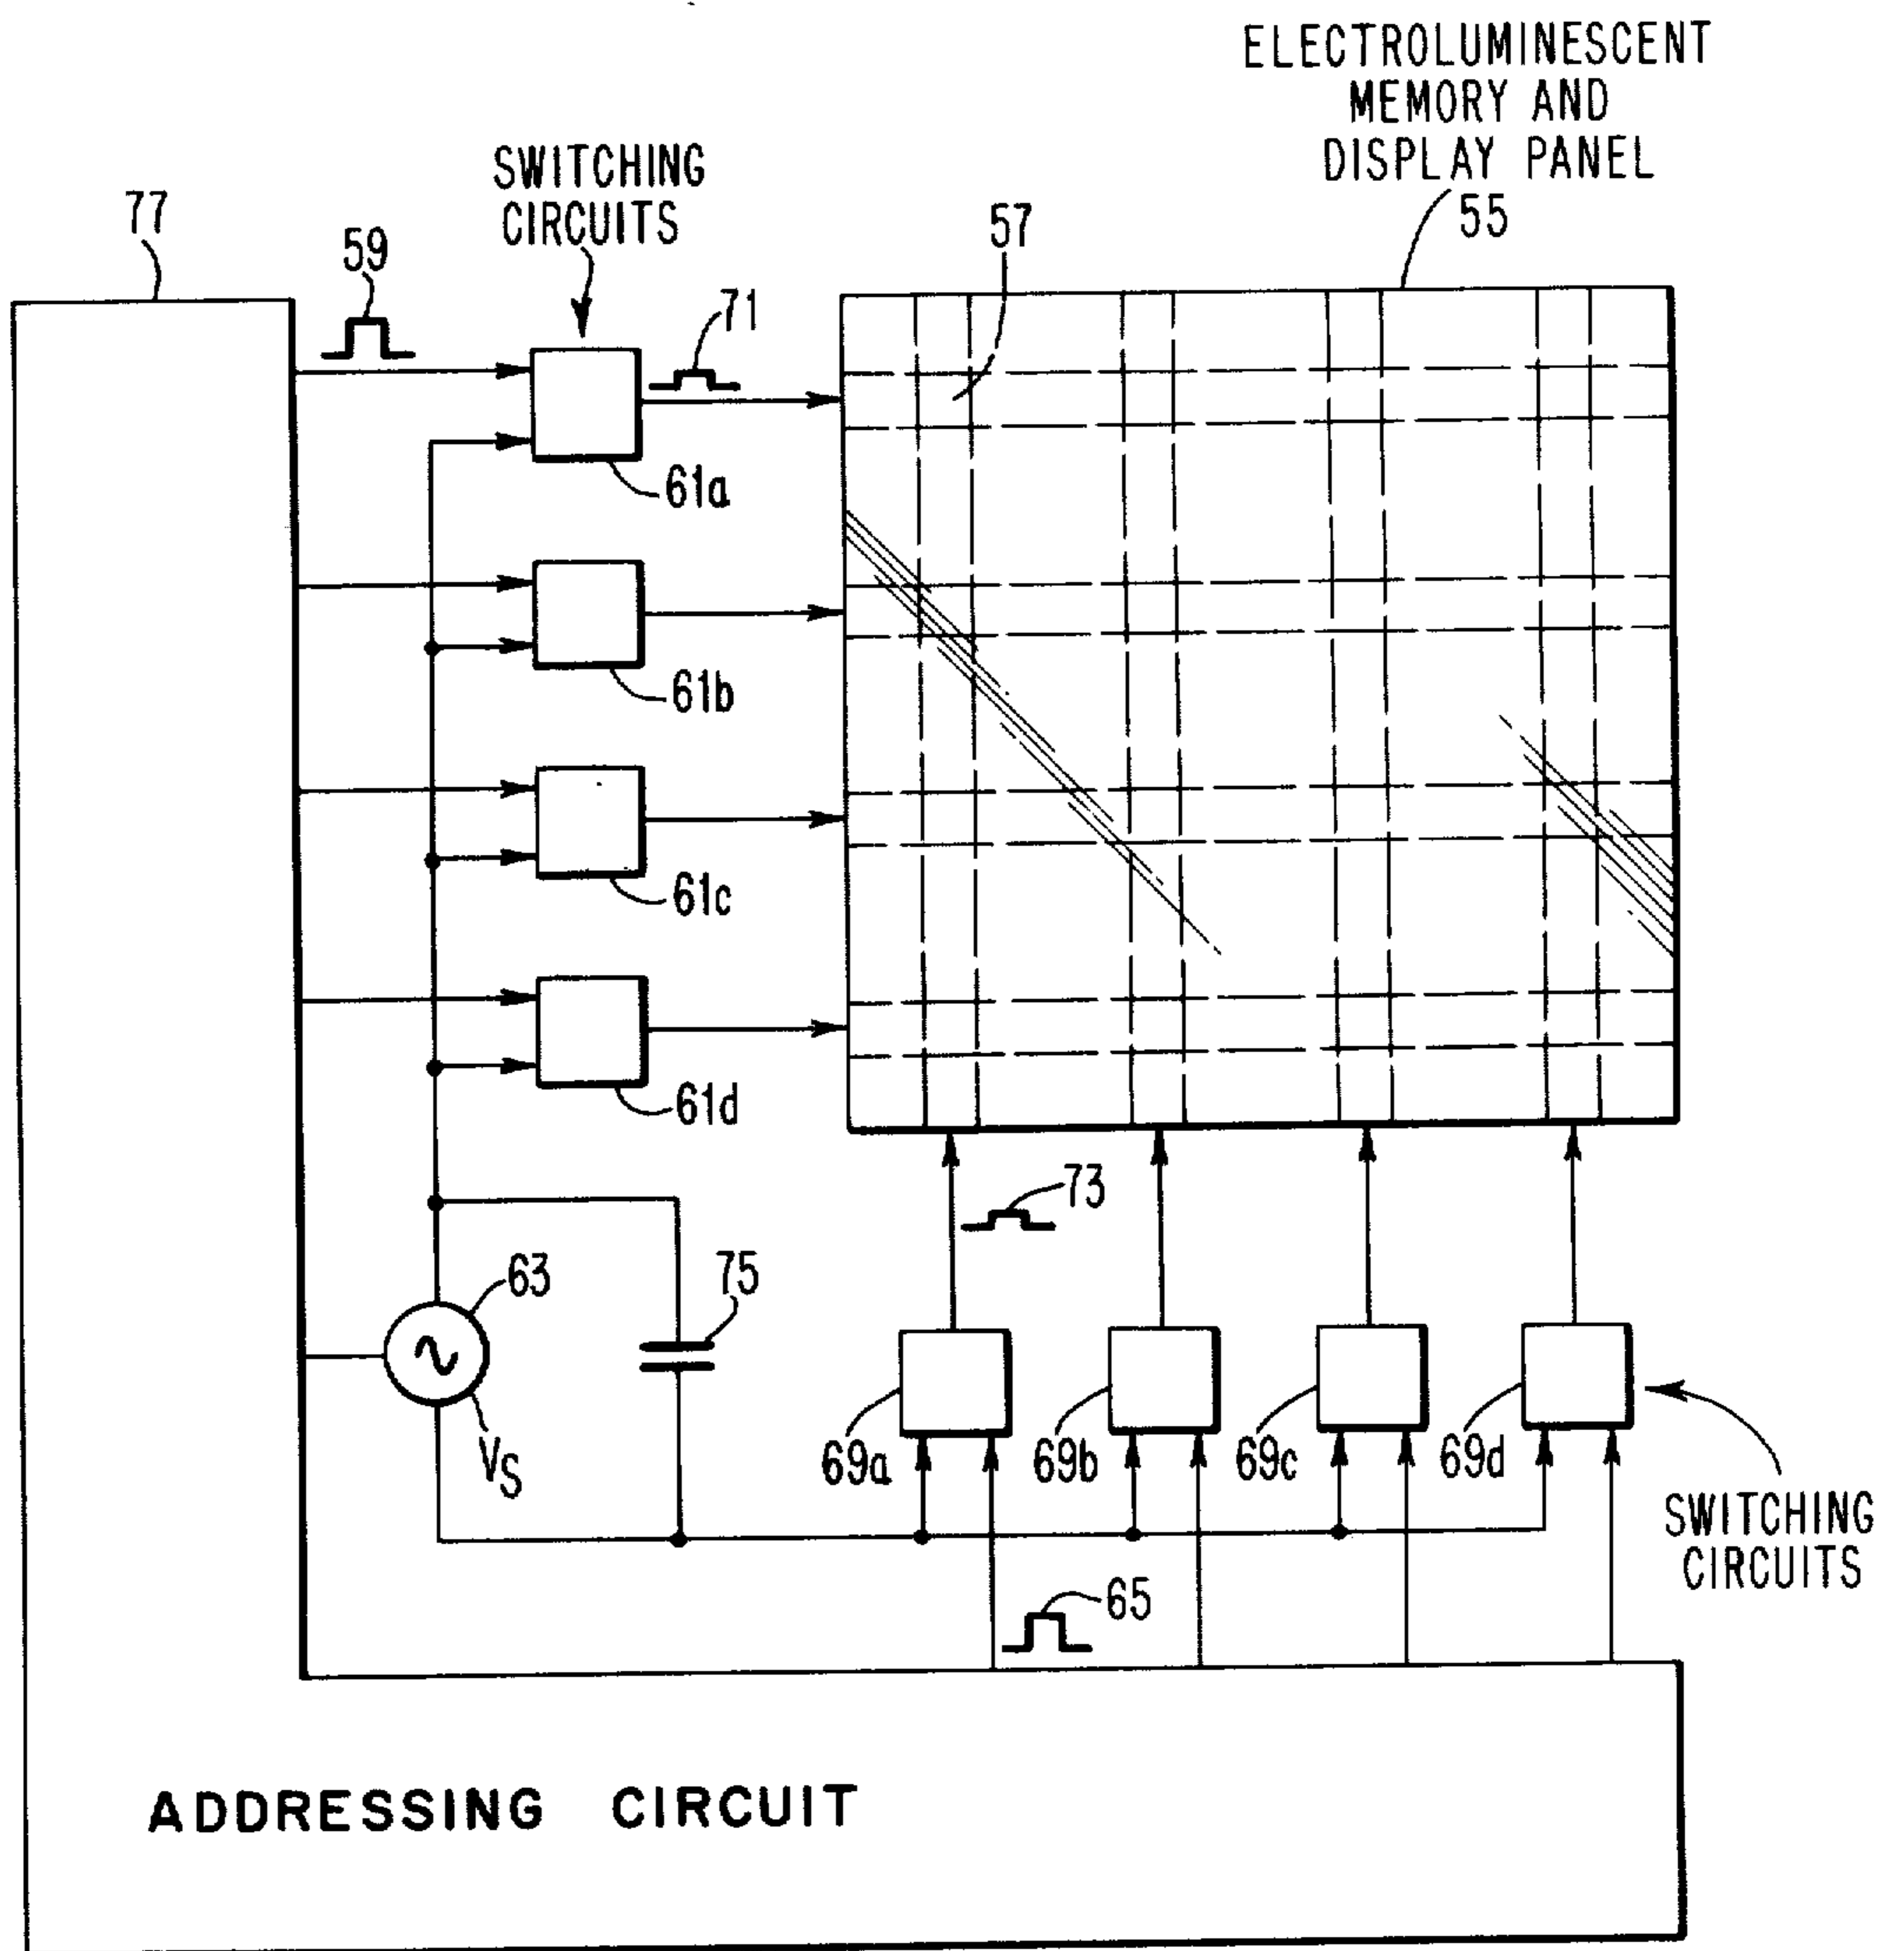 ELECTROLUMINESCENT
MEMORY AND
DISPLAY PANEL
55
SWITCHING
CIRCUITS
77
59
57
71
61a
61b
61c
61d
73
63
75
VS
69a
69b
69c
69d
SWITCHING
CIRCUITS
65
ADDRESSING CIRCUIT